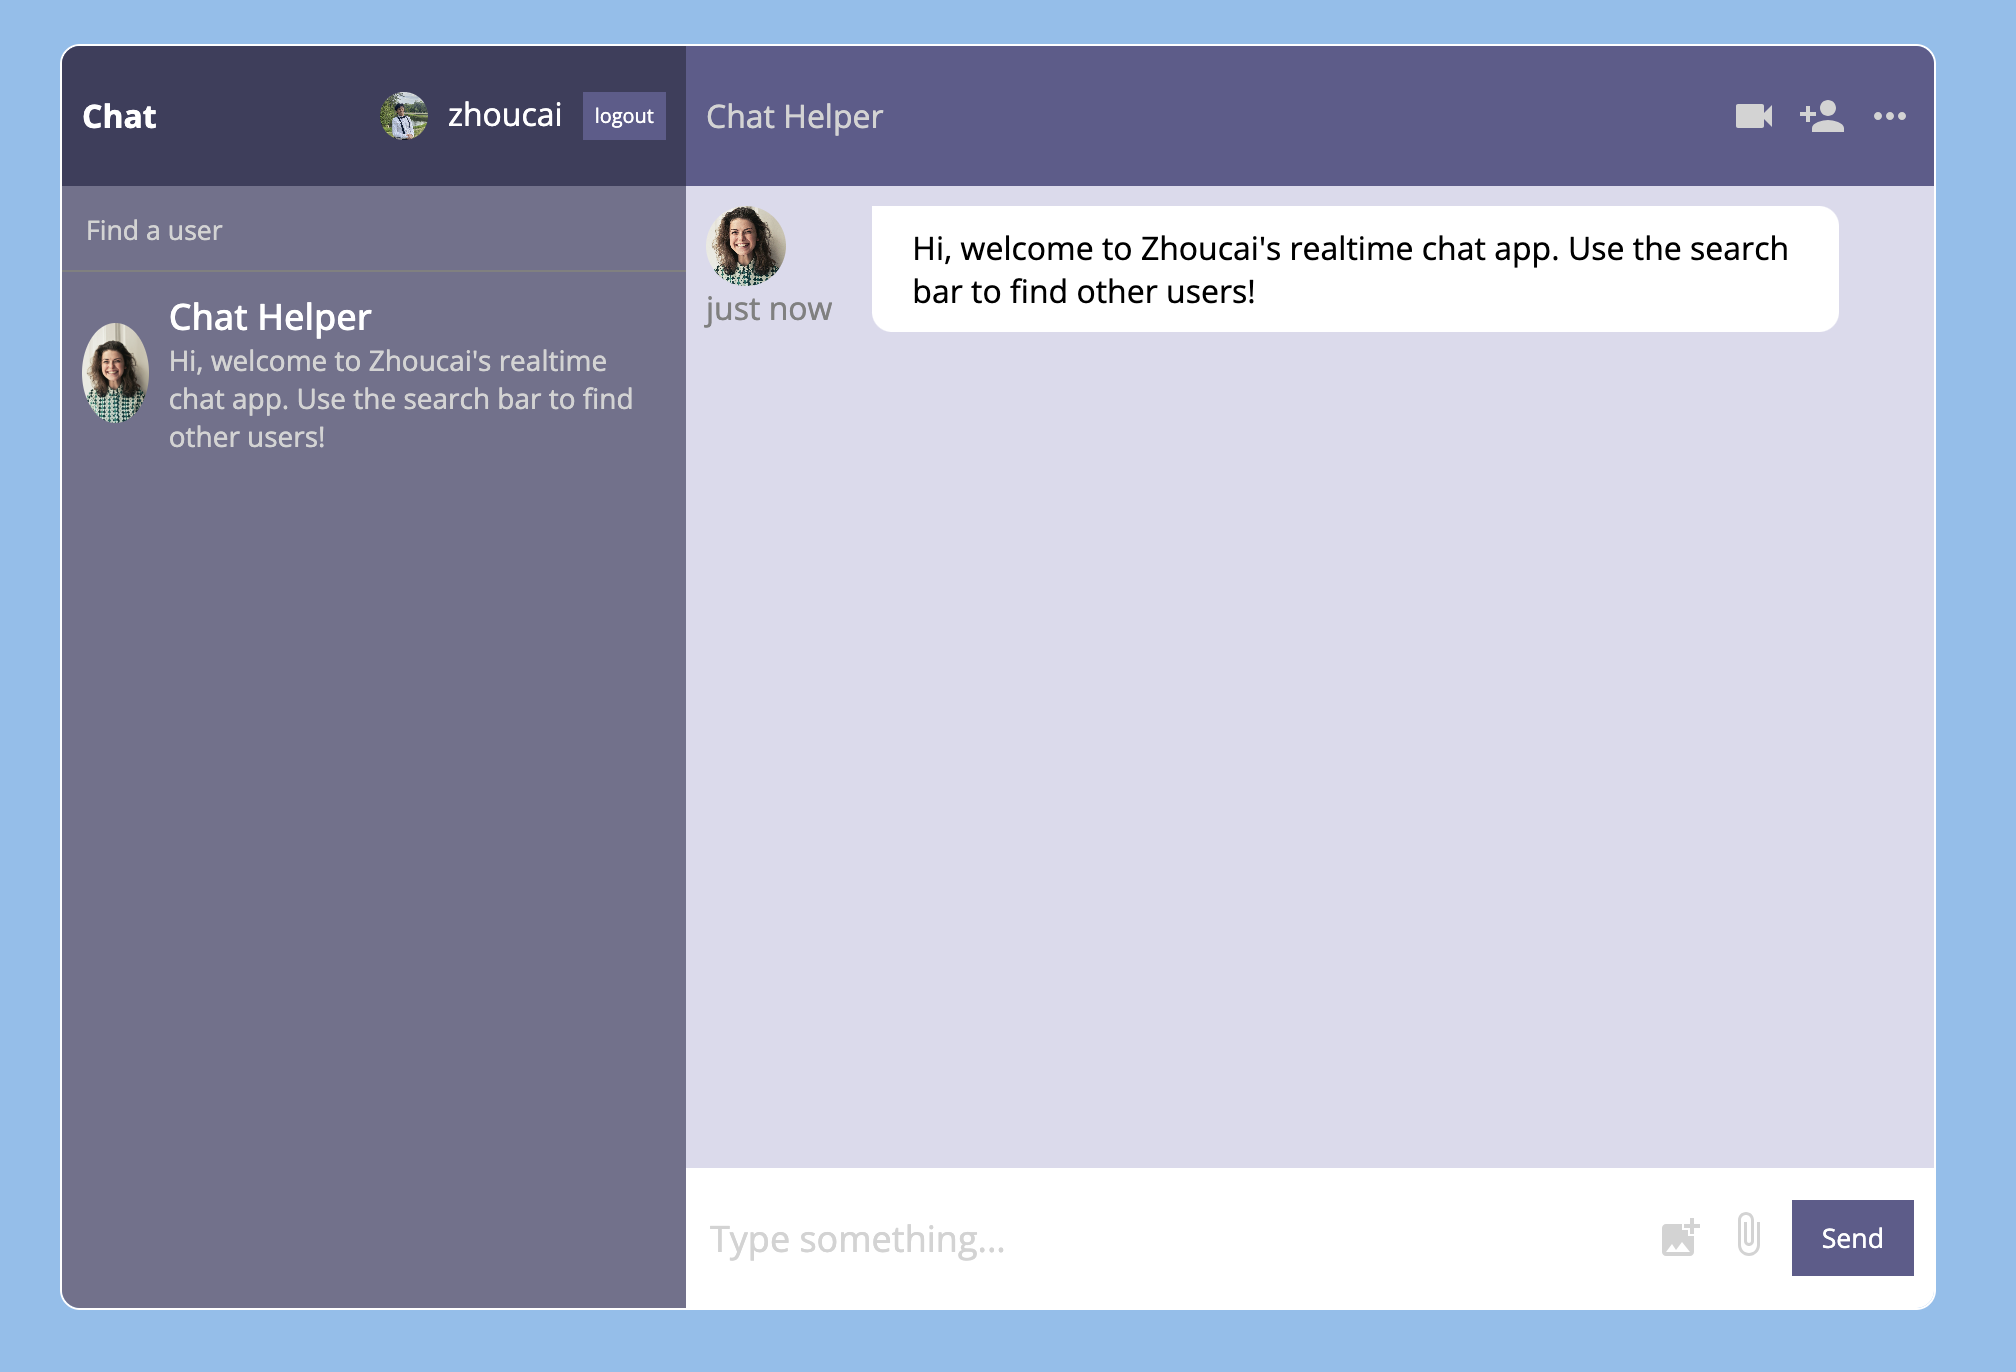 Chat
zhoucai
logout
Find a user
Chat Helper
Hi, welcome to Zhoucai's realtime
chat app. Use the search bar to find
other users!
Chat Helper
just now
Hi, welcome to Zhoucai's realtime chat app. Use the search
bar to find other users!
Type something...
Send